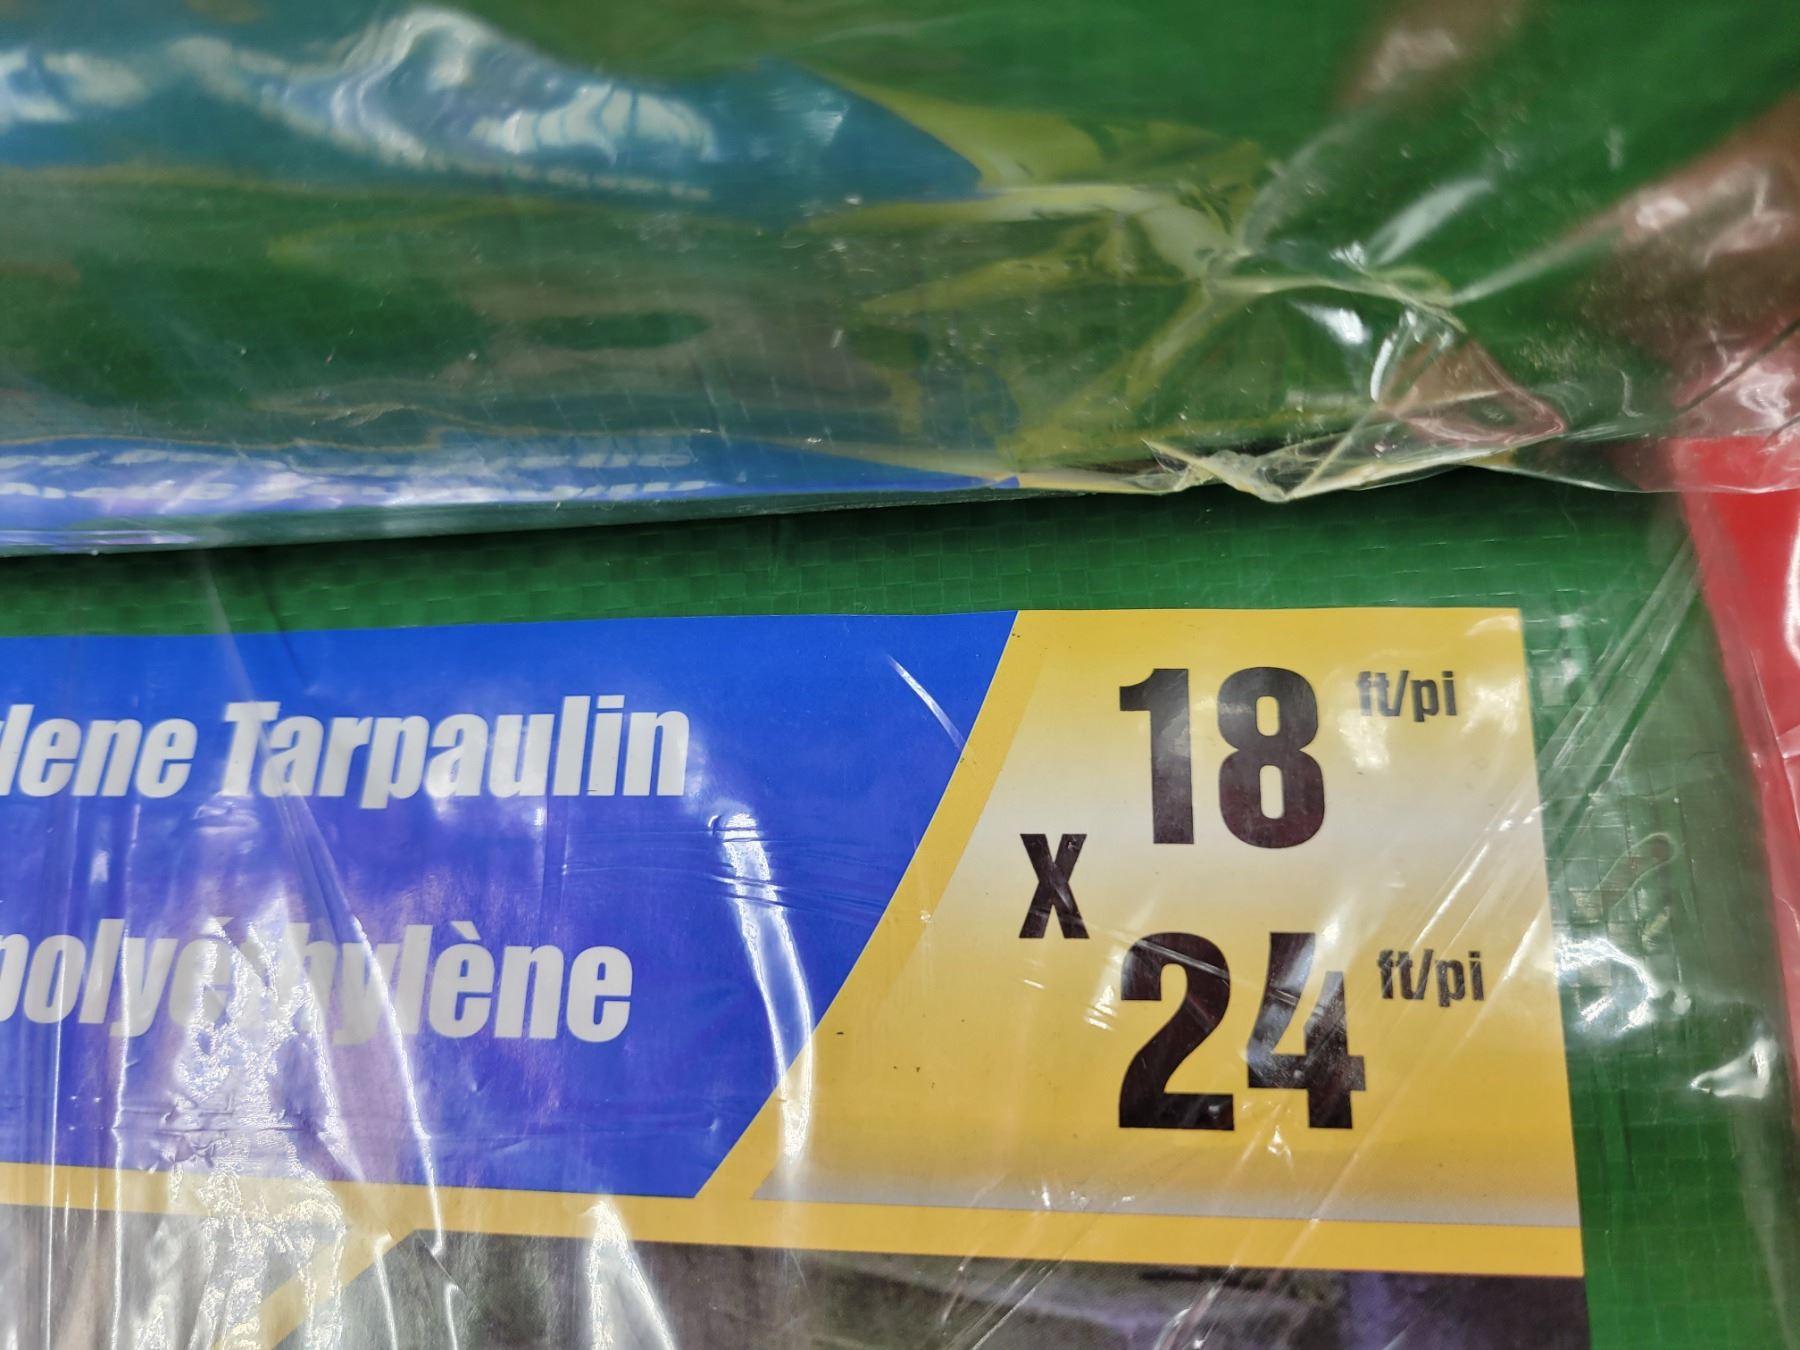 lene Tarpaulin
polyéthylène
18 ft/pi
x
24 ft/pi